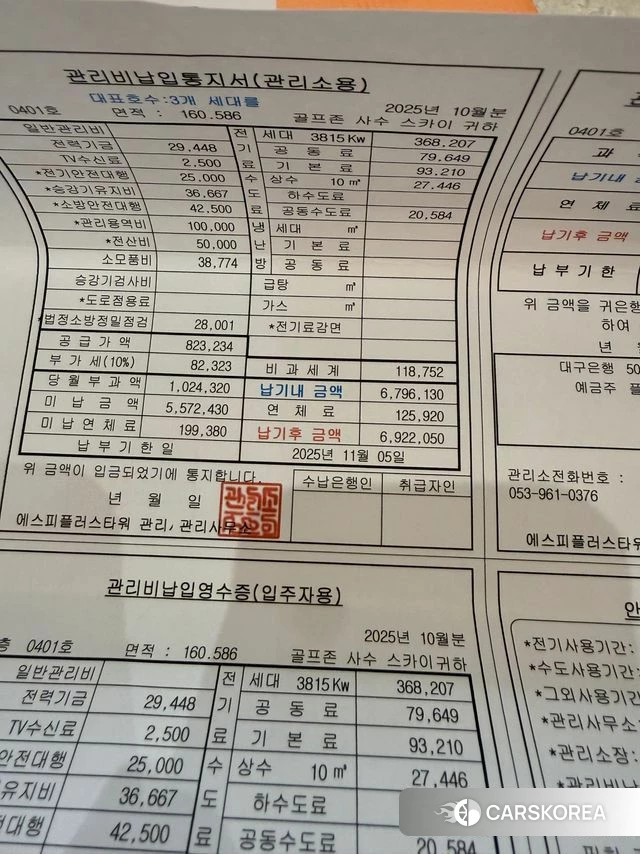 관리비납입통지서(관리소용)
대표호수:3개 세대를
0401호 면적 : 160.586
2025년 10월분
골프존 사수 스카이 귀하
일반관리비
전력기금 29,448
TV수신료 2,500
*전기안전대행 25,000
*승강기유지비 36,667
*소방안전대행 42,500
*관리용역비 100,000
*전산비 50,000
소모품비 38,774
승강기검사비
*도로점용료
법정소방정밀점검 28,001
공급가액 823,234
부가세(10%) 82,323
당월부과액 1,024,320
미납금액 5,572,430
미납연체료 199,380
납부기한일 2025년 11월 05일
전기료 세대 3815Kw 368,207
공동료 79,649
기본료 93,210
수도료 상수 10㎥ 27,446
하수도료
공동수도료 20,584
냉난방 세대 ㎥
기본료
공동료
급탕 ㎥
가스 ㎥
*전기료감면
비과세계 118,752
납기내 금액 6,796,130
연체료 125,920
납기후 금액 6,922,050
위 금액이 입금되었기에 통지합니다.
년 월 일
에스피플러스타워 관리, 관리사무소
수납은행인 취급자인
0401호
납기내
연체료
납기후 금액
납부기한
위 금액을 귀은행
하여
년
대구은행 50
예금주
관리소전화번호 :
053-961-0376
에스피플러스타워
관리비납입영수증(입주자용)
층 0401호 면적 : 160.586
2025년 10월분
골프존 사수 스카이귀하
일반관리비
전력기금 29,448
TV수신료 2,500
안전대행 25,000
유지비 36,667
대행 42,500
전기료 세대 3815Kw 368,207
공동료 79,649
기본료 93,210
수도료 상수 10㎥ 27,446
하수도료
공동수도료 20,584
*전기사용기간:
*수도사용기간:
*그외사용기간
*관리사무소
*관리소장:
CARSKOREA